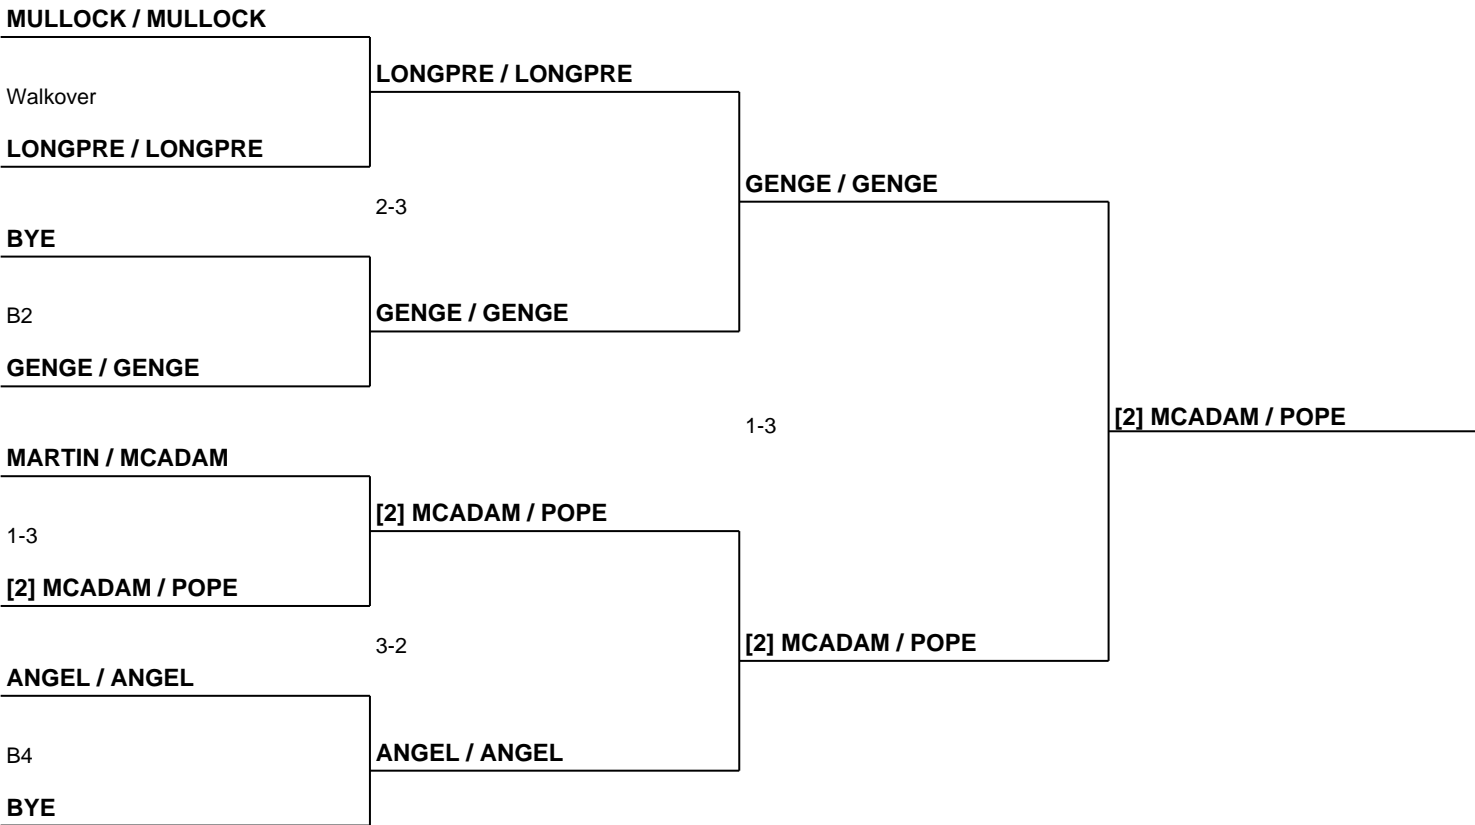 MULLOCK / MULLOCK
LONGPRE / LONGPRE
Walkover
LONGPRE / LONGPRE
GENGE / GENGE
2-3
BYE
B2
GENGE / GENGE
GENGE / GENGE
1-3
[2] MCADAM / POPE
MARTIN / MCADAM
[2] MCADAM / POPE
1-3
[2] MCADAM / POPE
3-2
[2] MCADAM / POPE
ANGEL / ANGEL
B4
ANGEL / ANGEL
BYE